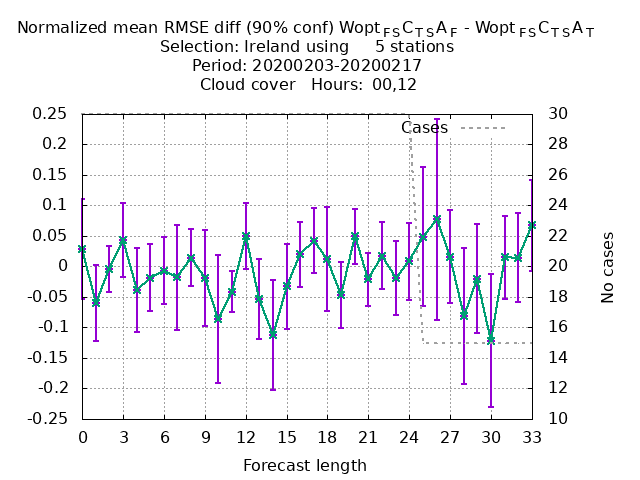 Normalized mean RMSE diff (90% conf) Wopt FS C TS A F - Wopt FS C TS A T
Selection: Ireland using 5 stations
Period: 20200203-20200217
Cloud cover Hours: 00,12
Cases
0.25 30
0.2 28
0.15 26
0.1 24
0.05 22
0 20
-0.05 18
-0.1 16
-0.15 14
-0.2 12
-0.25 10
No cases
0 3 6 9 12 15 18 21 24 27 30 33
Forecast length